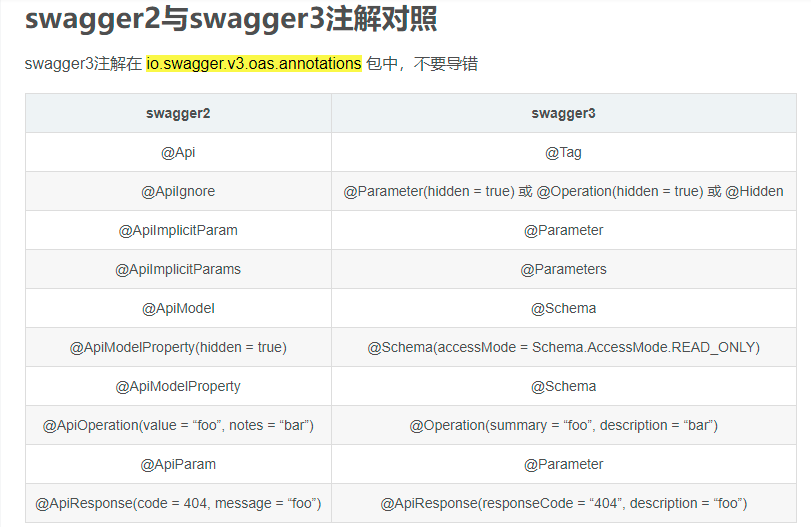 swagger2与swagger3注解对照
swagger3注解在 io.swagger.v3.oas.annotations 包中，不要导错
swagger2 swagger3
@Api @Tag
@ApiIgnore @Parameter(hidden = true) 或 @Operation(hidden = true) 或 @Hidden
@ApiImplicitParam @Parameter
@ApiImplicitParams @Parameters
@ApiModel @Schema
@ApiModelProperty(hidden = true) @Schema(accessMode = Schema.AccessMode.READ_ONLY)
@ApiModelProperty @Schema
@ApiOperation(value = “foo”, notes = “bar”) @Operation(summary = “foo”, description = “bar”)
@ApiParam @Parameter
@ApiResponse(code = 404, message = “foo”) @ApiResponse(responseCode = “404”, description = “foo”)